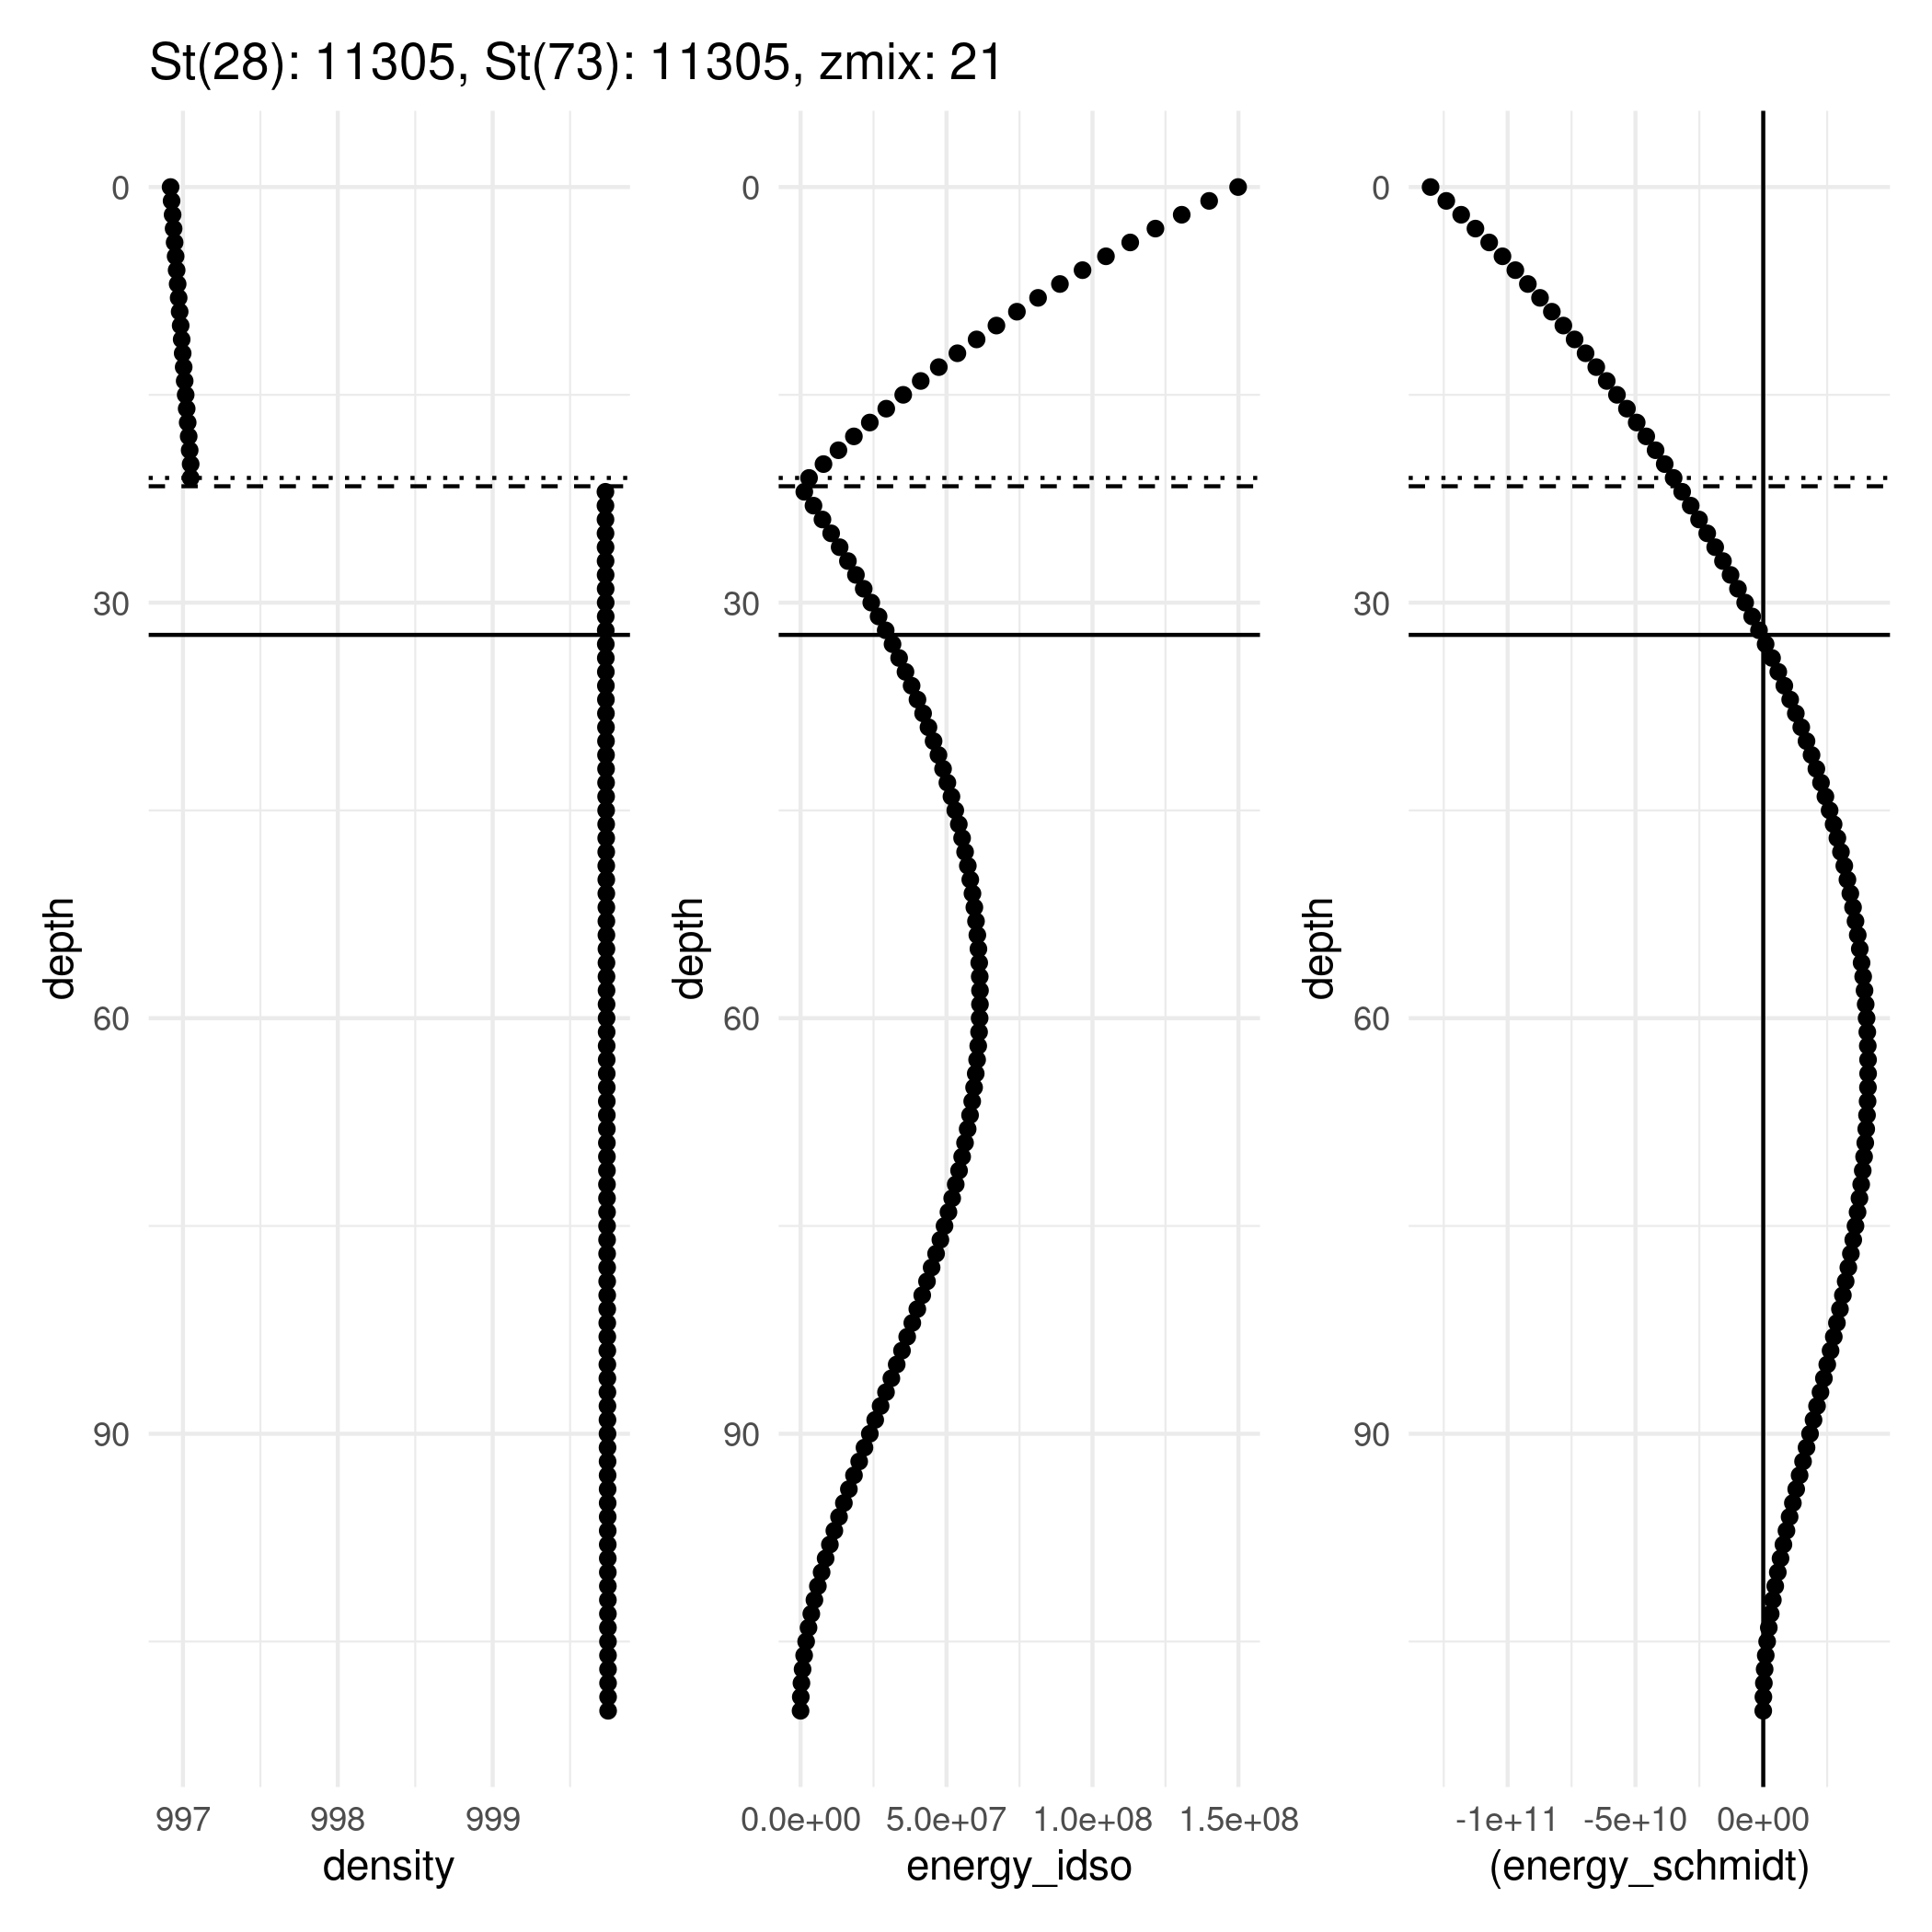 St(28): 11305, St(73): 11305, zmix: 21
depth
0
30
60
90
997 998 999
density
depth
0
30
60
90
0.0e+00 5.0e+07 1.0e+08 1.5e+08
energy_idso
depth
0
30
60
90
-1e+11 -5e+10 0e+00
(energy_schmidt)